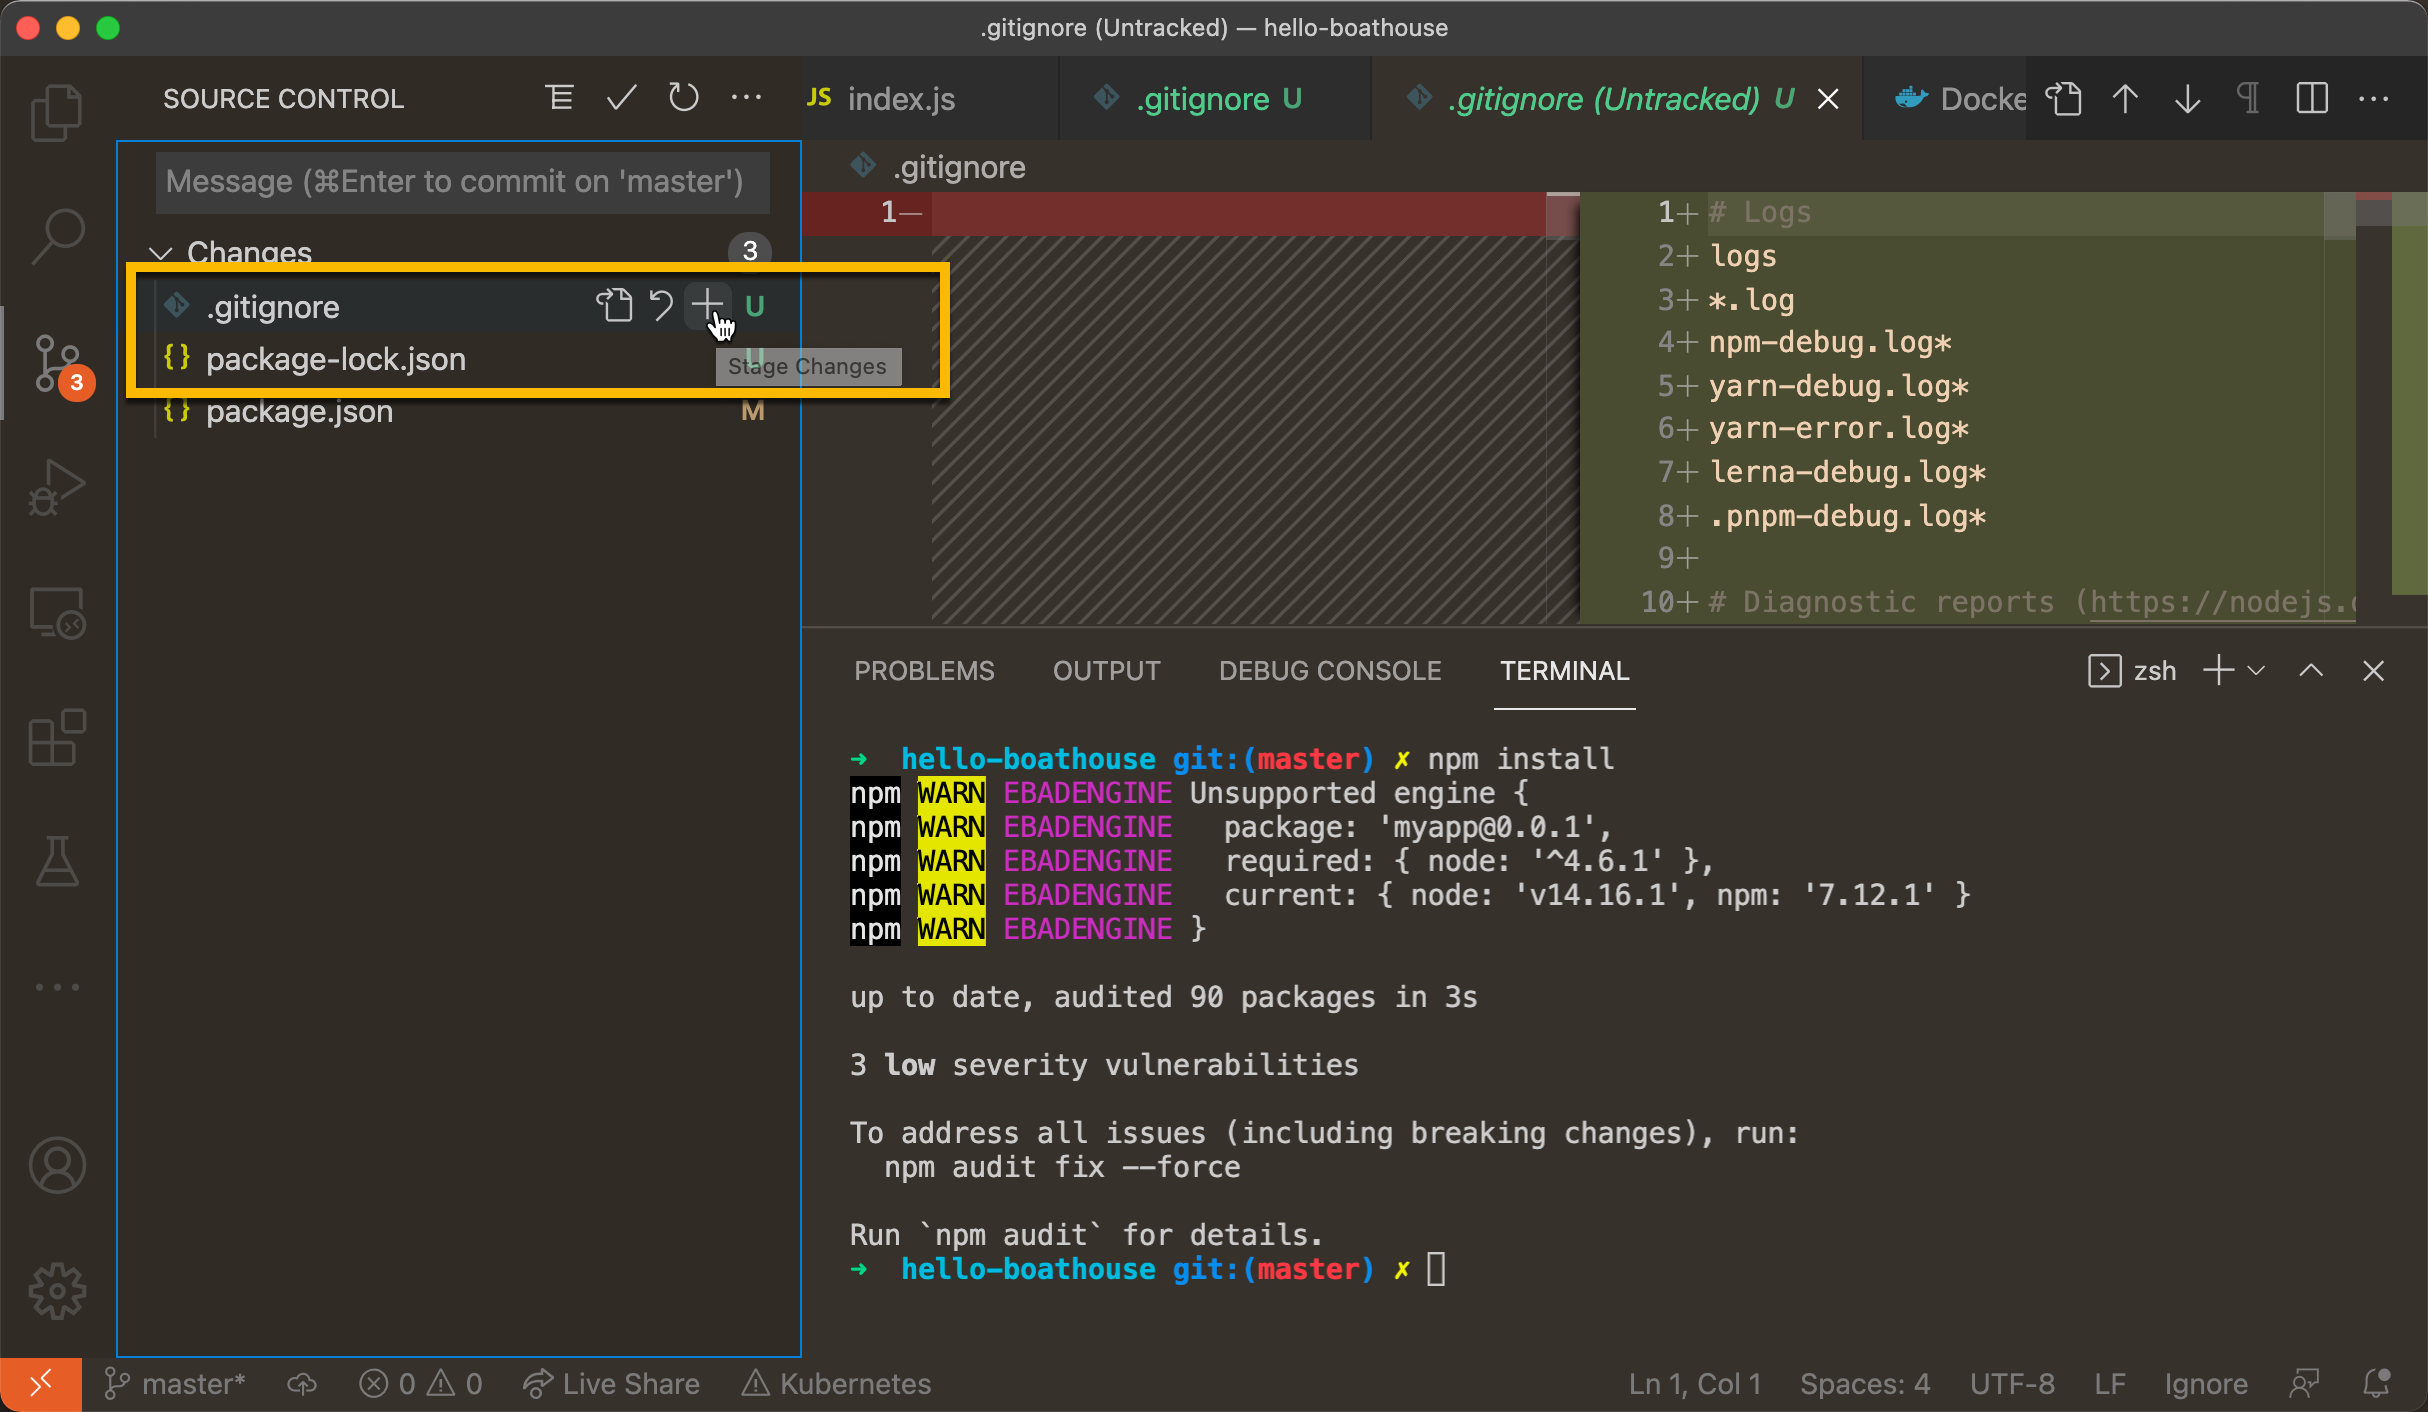 .gitignore (Untracked) — hello-boathouse
SOURCE CONTROL
JS index.js
.gitignore U
.gitignore (Untracked) U
Docke
Message (⌘Enter to commit on 'master')
Changes 3
.gitignore U
package-lock.json U
Stage Changes
package.json M
3
.gitignore
1—
1+ # Logs
2+ logs
3+ *.log
4+ npm-debug.log*
5+ yarn-debug.log*
6+ yarn-error.log*
7+ lerna-debug.log*
8+ .pnpm-debug.log*
9+
10+ # Diagnostic reports (https://nodejs.
PROBLEMS OUTPUT DEBUG CONSOLE TERMINAL
zsh
➜ hello-boathouse git:(master) ✗ npm install
npm WARN EBADENGINE Unsupported engine {
npm WARN EBADENGINE package: 'myapp@0.0.1',
npm WARN EBADENGINE required: { node: '^4.6.1' },
npm WARN EBADENGINE current: { node: 'v14.16.1', npm: '7.12.1' }
npm WARN EBADENGINE }
up to date, audited 90 packages in 3s
3 low severity vulnerabilities
To address all issues (including breaking changes), run:
npm audit fix --force
Run `npm audit` for details.
➜ hello-boathouse git:(master) ✗
master* 0 0 Live Share Kubernetes
Ln 1, Col 1 Spaces: 4 UTF-8 LF Ignore